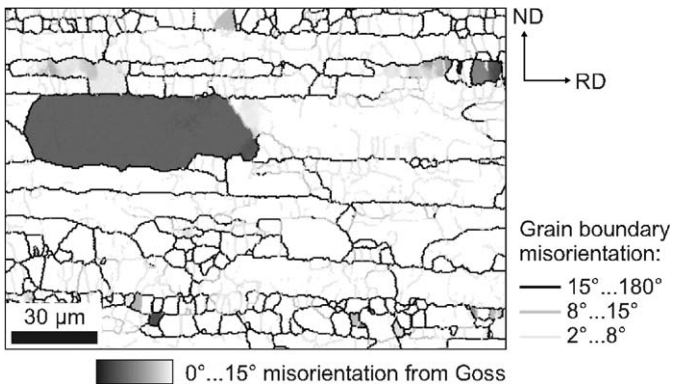 ND
RD
Grain boundary
misorientation:
15°...180°
8°...15°
2°...8°
30 µm
0°...15° misorientation from Goss